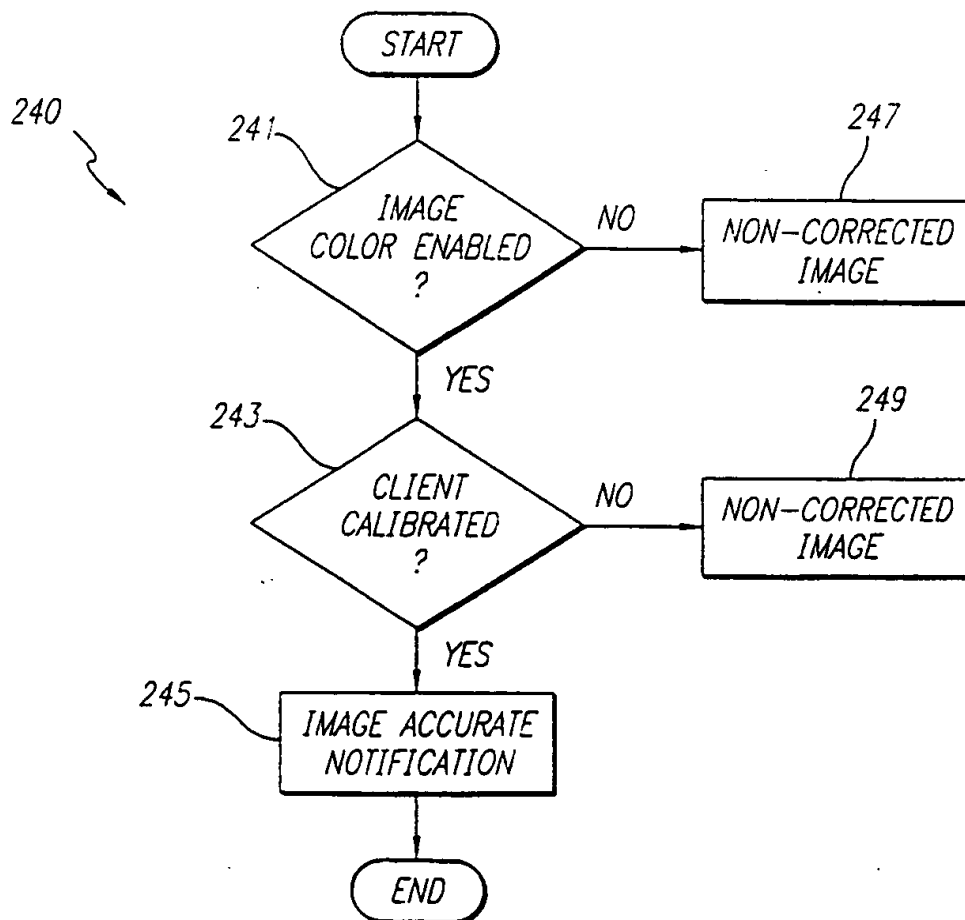 START
240
241
IMAGE
COLOR ENABLED
?
NO
247
NON-CORRECTED
IMAGE
YES
243
CLIENT
CALIBRATED
?
NO
249
NON-CORRECTED
IMAGE
YES
245
IMAGE ACCURATE
NOTIFICATION
END